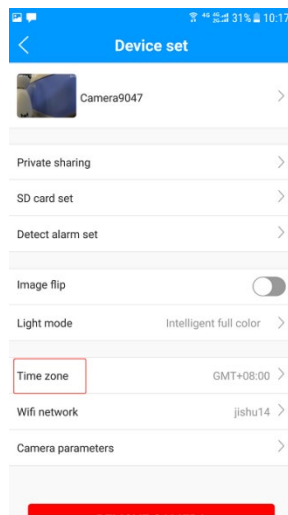 31% 10:17
Device set
Camera9047
Private sharing
SD card set
Detect alarm set
Image flip
Light mode Intelligent full color
Time zone GMT+08:00
Wifi network jishu14
Camera parameters